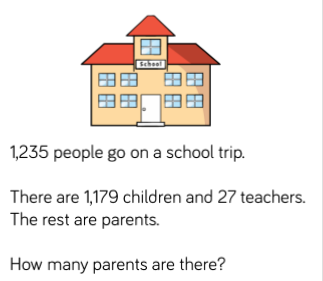 School
1,235 people go on a school trip.
There are 1,179 children and 27 teachers.
The rest are parents.
How many parents are there?